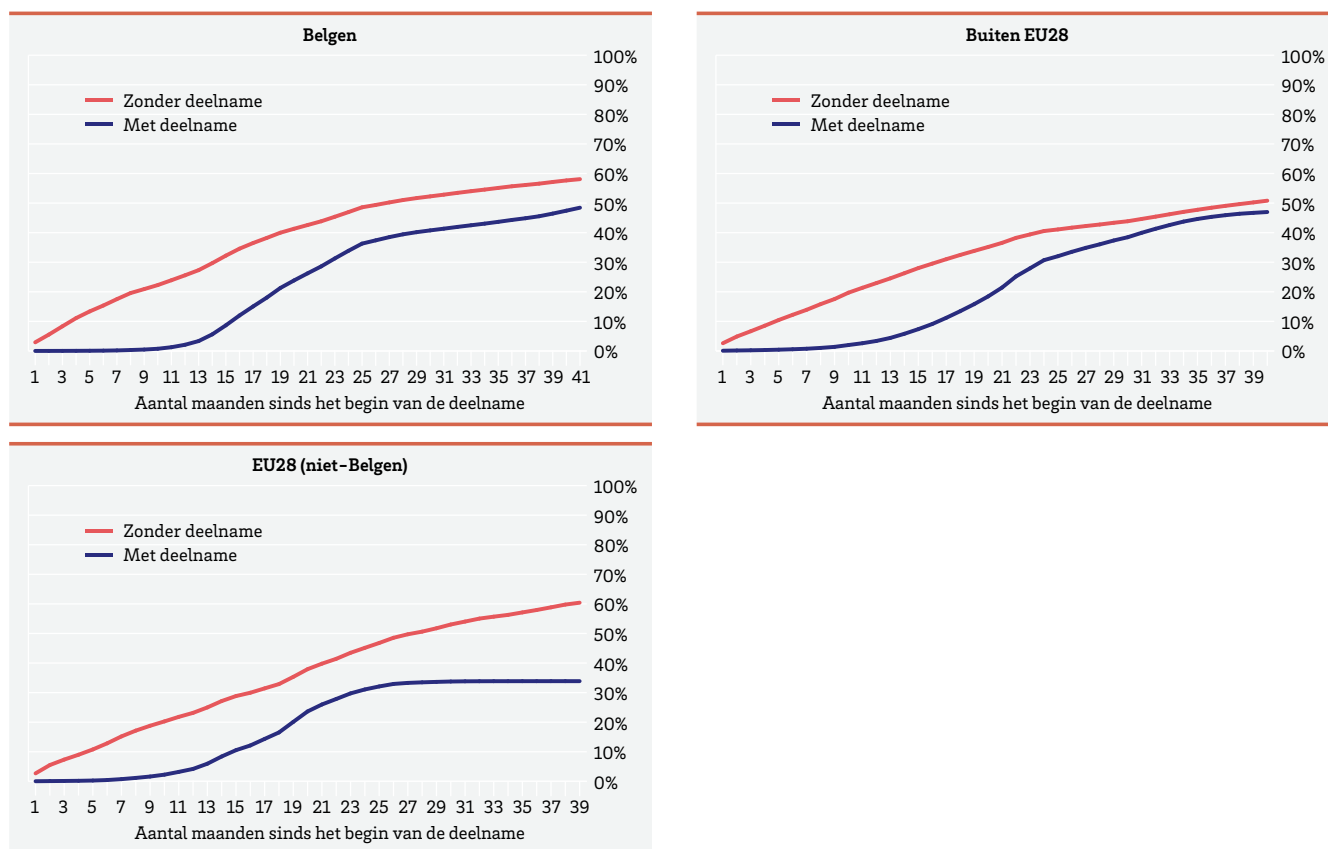 Belgen
100%
90%
80%
70%
60%
50%
40%
30%
20%
10%
0%
Zonder deelname
Met deelname
1 3 5 7 9 11 13 15 17 19 21 23 25 27 29 31 33 35 37 39 41
Aantal maanden sinds het begin van de deelname
Buiten EU28
100%
90%
80%
70%
60%
50%
40%
30%
20%
10%
0%
Zonder deelname
Met deelname
1 3 5 7 9 11 13 15 17 19 21 23 25 27 29 31 33 35 37 39
Aantal maanden sinds het begin van de deelname
EU28 (niet-Belgen)
100%
90%
80%
70%
60%
50%
40%
30%
20%
10%
0%
Zonder deelname
Met deelname
1 3 5 7 9 11 13 15 17 19 21 23 25 27 29 31 33 35 37 39
Aantal maanden sinds het begin van de deelname